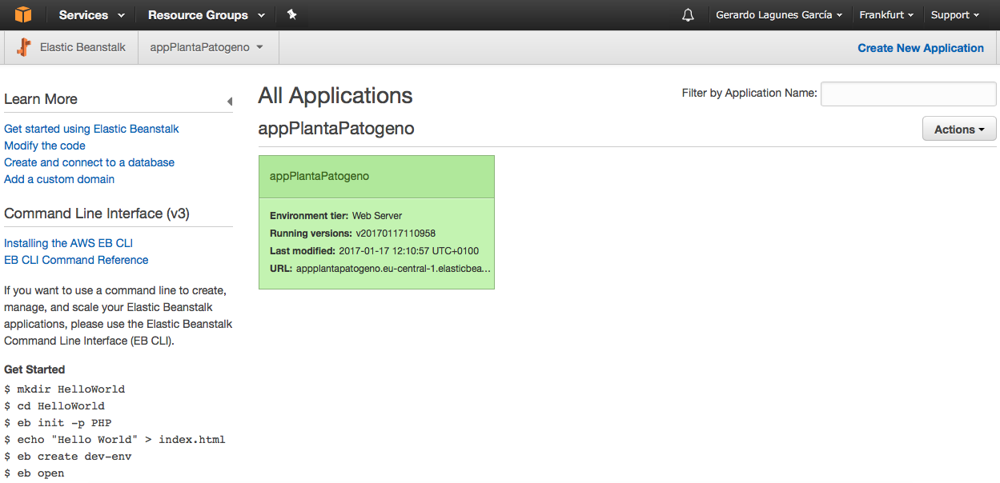 Services Resource Groups Gerardo Lagunes García Frankfurt Support
Elastic Beanstalk appPlantaPatogeno Create New Application
Learn More
Get started using Elastic Beanstalk
Modify the code
Create and connect to a database
Add a custom domain
Command Line Interface (v3)
Installing the AWS EB CLI
EB CLI Command Reference
If you want to use a command line to create,
manage, and scale your Elastic Beanstalk
applications, please use the Elastic Beanstalk
Command Line Interface (EB CLI).
Get Started
$ mkdir HelloWorld
$ cd HelloWorld
$ eb init -p PHP
$ echo "Hello World" > index.html
$ eb create dev-env
$ eb open
All Applications
Filter by Application Name:
appPlantaPatogeno
Actions
appPlantaPatogeno
Environment tier: Web Server
Running versions: v20170117110958
Last modified: 2017-01-17 12:10:57 UTC+0100
URL: appplantapatogeno.eu-central-1.elasticbea...